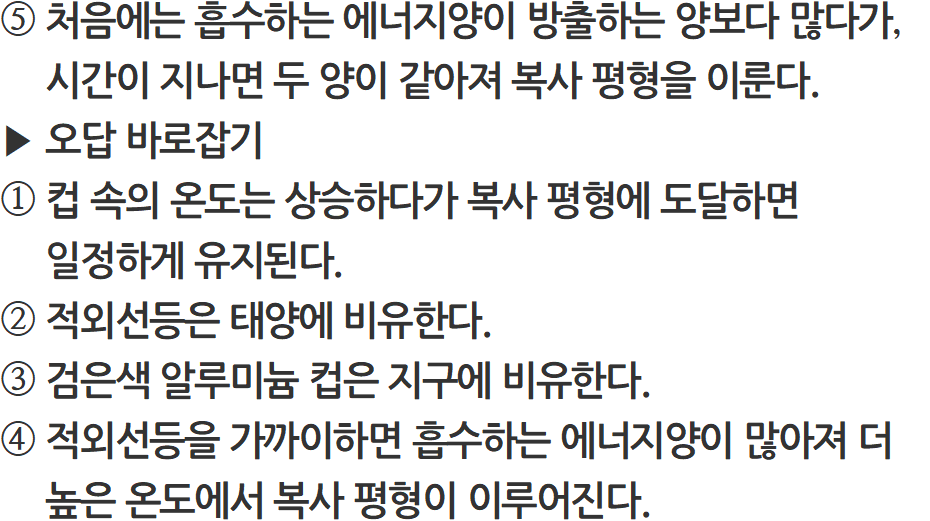 ⑤ 처음에는 흡수하는 에너지양이 방출하는 양보다 많다가,
시간이 지나면 두 양이 같아져 복사 평형을 이룬다.
▶ 오답 바로잡기
① 컵 속의 온도는 상승하다가 복사 평형에 도달하면
일정하게 유지된다.
② 적외선등은 태양에 비유한다.
③ 검은색 알루미늄 컵은 지구에 비유한다.
④ 적외선등을 가까이하면 흡수하는 에너지양이 많아져 더
높은 온도에서 복사 평형이 이루어진다.